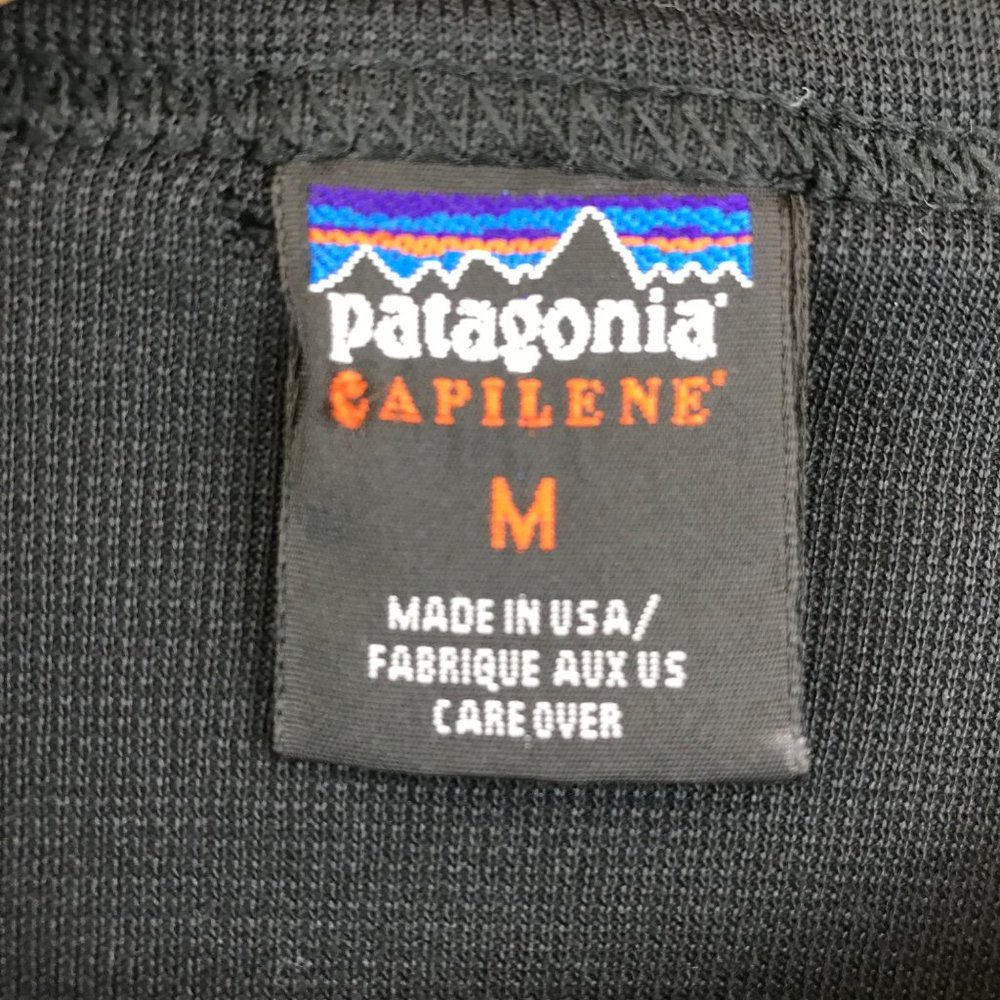 patagonia®
CAPILENE®
M
MADE IN USA/
FABRIQUE AUX US
CARE OVER